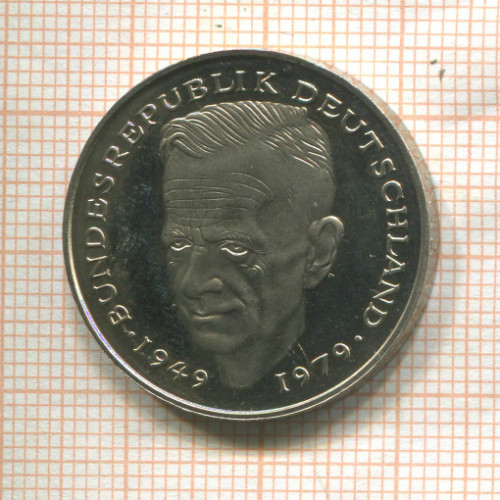 BUNDESREPUBLIK DEUTSCHLAND
· 1949 1979 ·